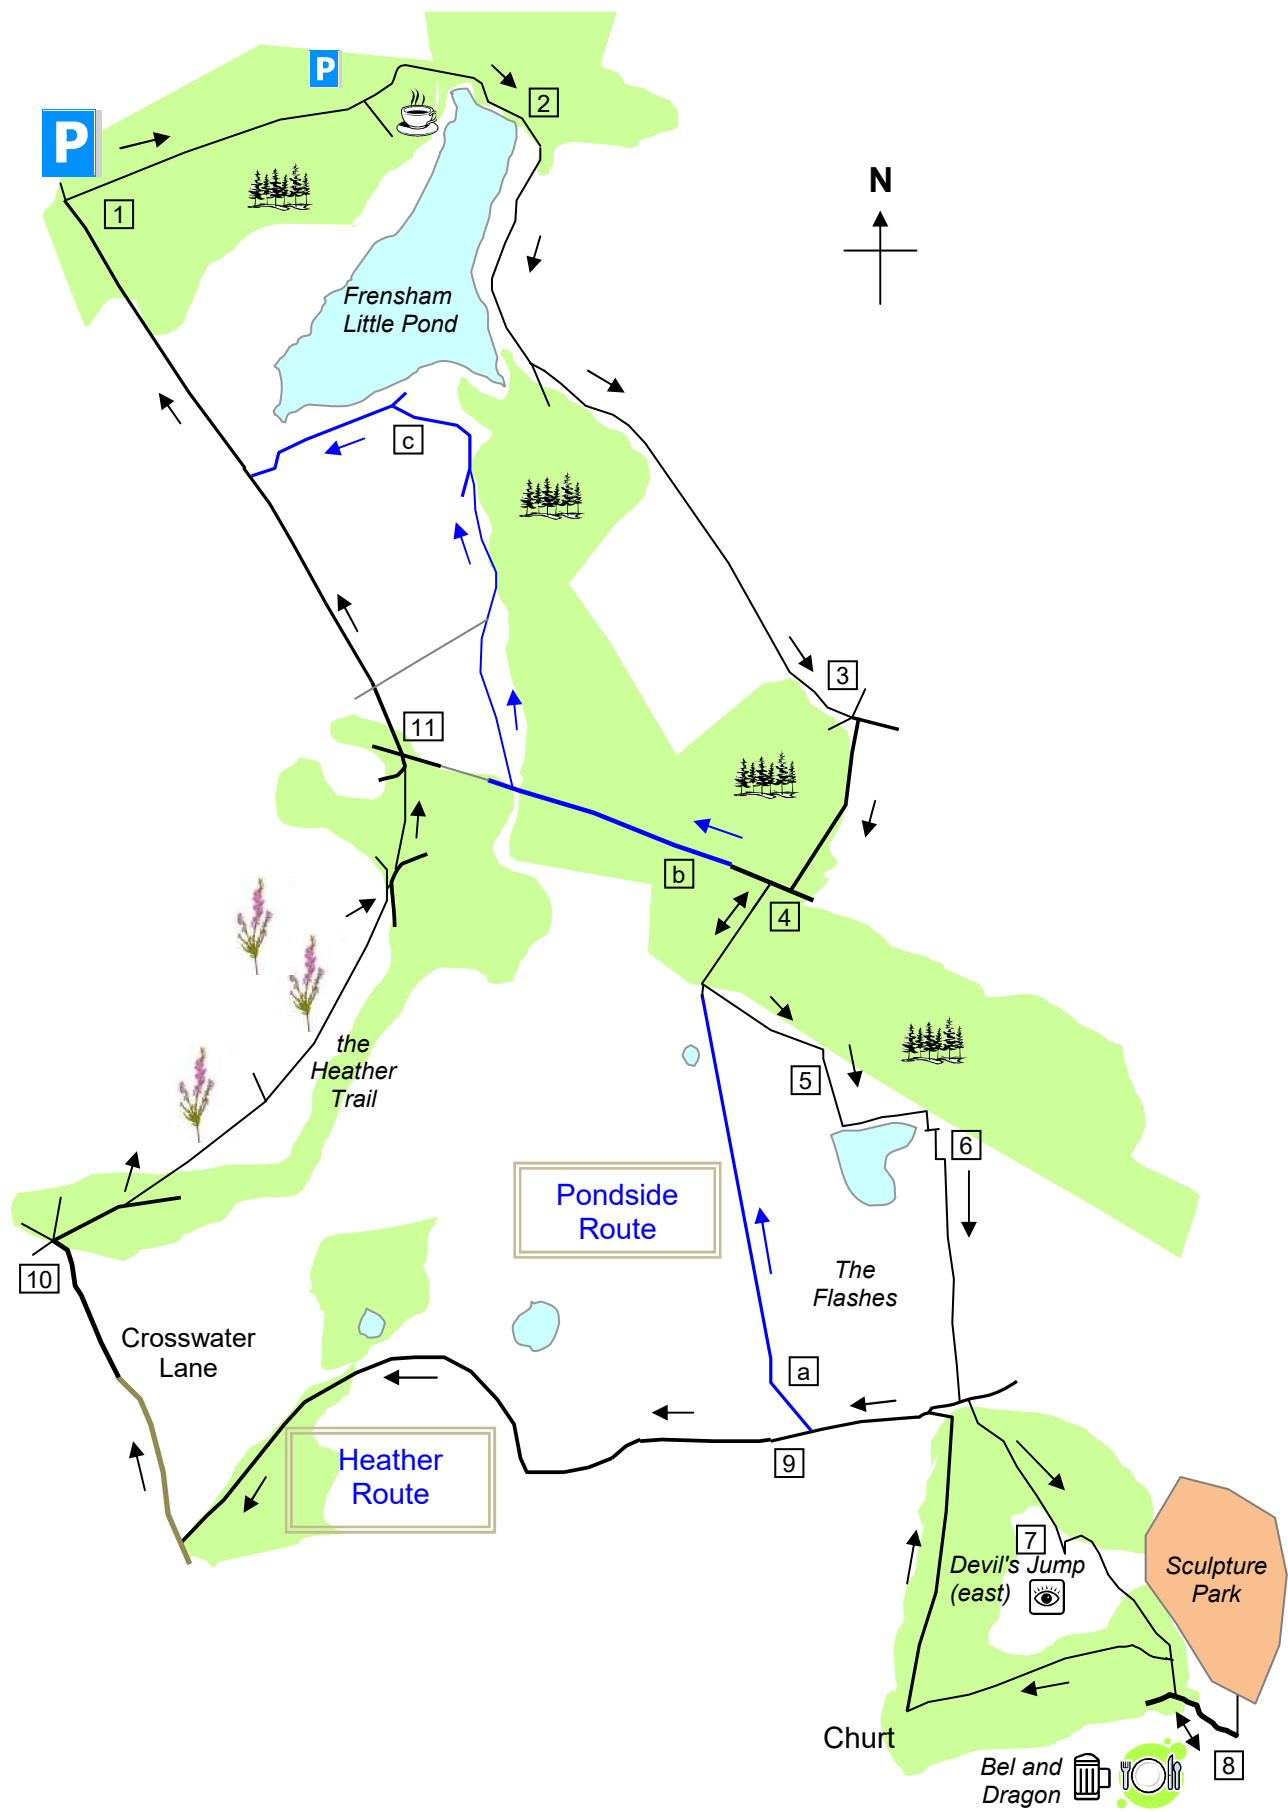 P
P
2
1
N
Frensham
Little Pond
c
3
11
b
4
the
Heather
Trail
5
6
Pondside
Route
10
The
Flashes
Crosswater
Lane
a
Heather
Route
9
7
Devil's Jump
(east)
Sculpture
Park
Churt
Bel and
Dragon
8